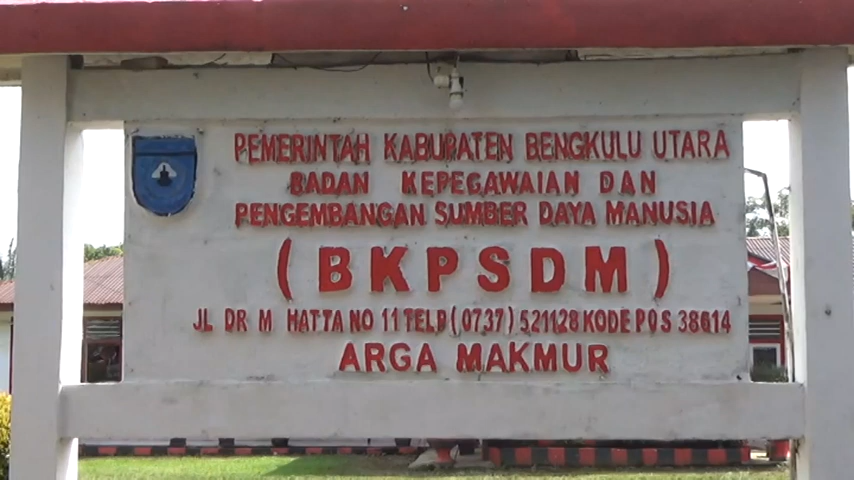 PEMERINTAH KABUPATEN BENGKULU UTARA
BADAN KEPEGAWAIAN DAN
PENGEMBANGAN SUMBER DAYA MANUSIA
(BKPSDM)
JL DR M HATTA NO 11 TELP (0737) 521128 KODE POS 38614
ARGA MAKMUR